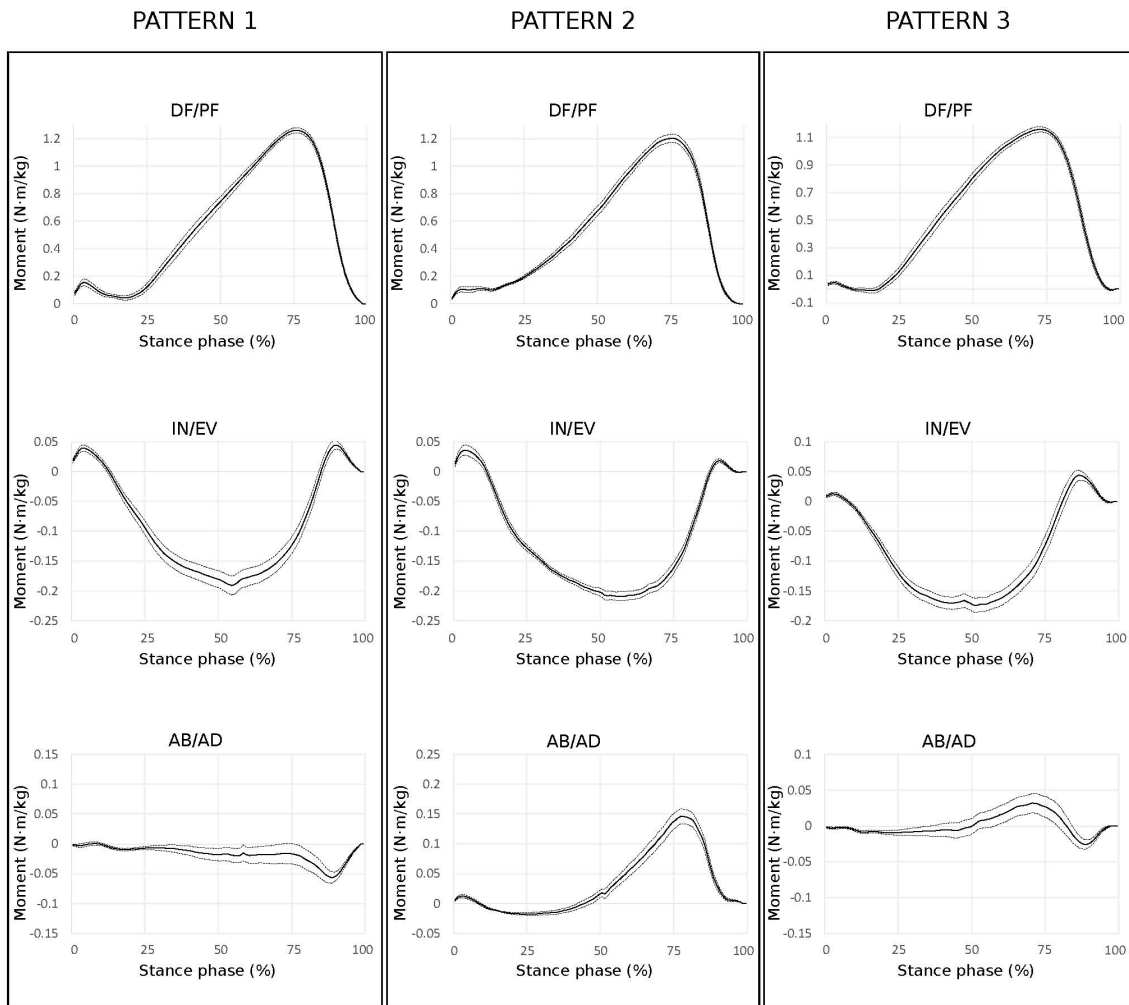 PATTERN 1 PATTERN 2 PATTERN 3
DF/PF DF/PF DF/PF
Moment (N·m/kg) Moment (N·m/kg) Moment (N·m/kg)
1.2 1.2 1.1
1 1 0.9
0.8 0.8 0.7
0.6 0.6 0.5
0.4 0.4 0.3
0.2 0.2 0.1
0 0 -0.1
0 25 50 75 100 0 25 50 75 100 0 25 50 75 100
Stance phase (%) Stance phase (%) Stance phase (%)
IN/EV IN/EV IN/EV
Moment (N·m/kg) Moment (N·m/kg) Moment (N·m/kg)
0.05 0.05 0.1
0 0 0.05
-0.05 -0.05 0
-0.1 -0.1 -0.05
-0.15 -0.15 -0.1
-0.2 -0.2 -0.15
-0.25 -0.25 -0.2
0 25 50 75 100 0 25 50 75 100 0 25 50 75 100
Stance phase (%) Stance phase (%) Stance phase (%)
AB/AD AB/AD AB/AD
Moment (N·m/kg) Moment (N·m/kg) Moment (N·m/kg)
0.15 0.25 0.1
0.1 0.2 0.05
0.05 0.15 0
0 0.1 -0.05
-0.05 0.05 -0.1
-0.1 0 -0.15
-0.15 -0.05
0 25 50 75 100 0 25 50 75 100 0 25 50 75 100
Stance phase (%) Stance phase (%) Stance phase (%)